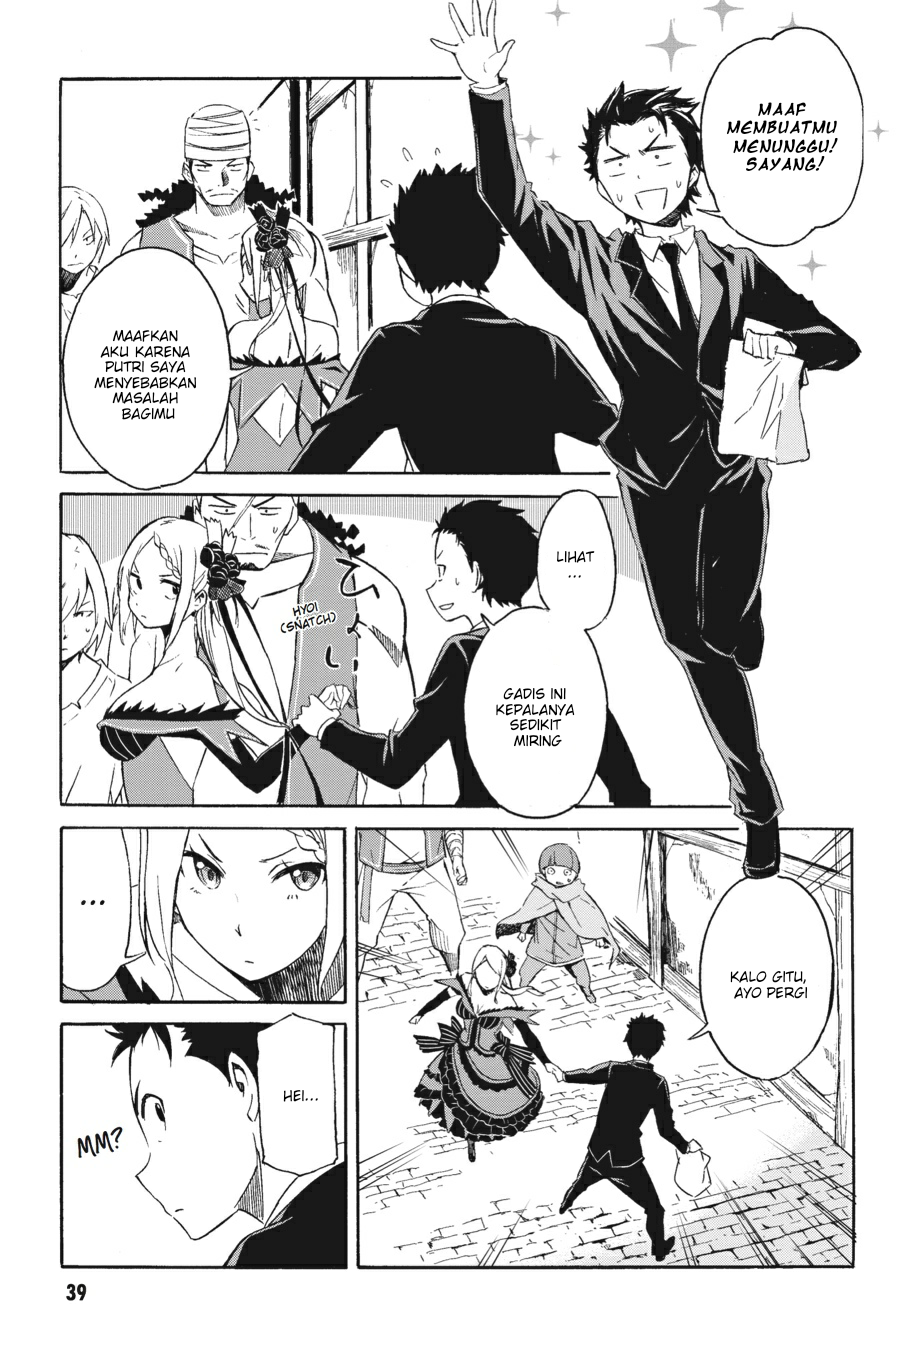 MAAF
MEMBUATMU
MENUNGGU!
SAYANG!
MAAFKAN
AKU KARENA
PUTRI SAYA
MENYEBABKAN
MASALAH
BAGIMU
LIHAT
...
HYOI
(SNATCH)
GADIS INI
KEPALANYA
SEDIKIT
MIRING
KALO GITU,
AYO PERGI
...
HEI...
MM?
39